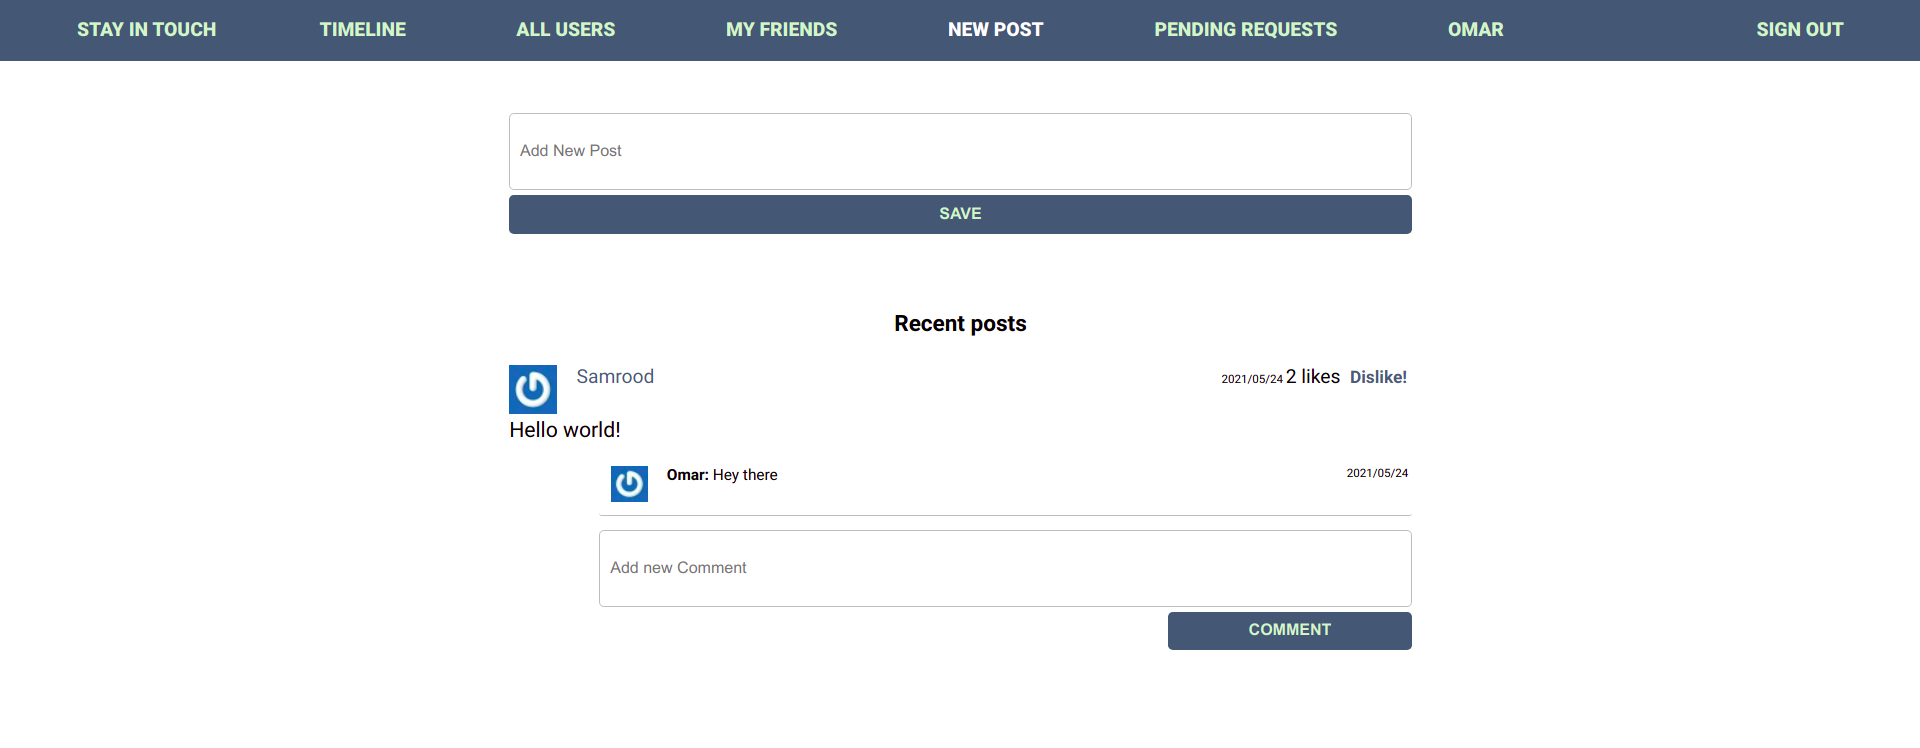 STAY IN TOUCH TIMELINE ALL USERS MY FRIENDS NEW POST PENDING REQUESTS OMAR SIGN OUT
Add New Post
SAVE
Recent posts
Samrood 2021/05/24 2 likes Dislike!
Hello world!
Omar: Hey there 2021/05/24
Add new Comment
COMMENT